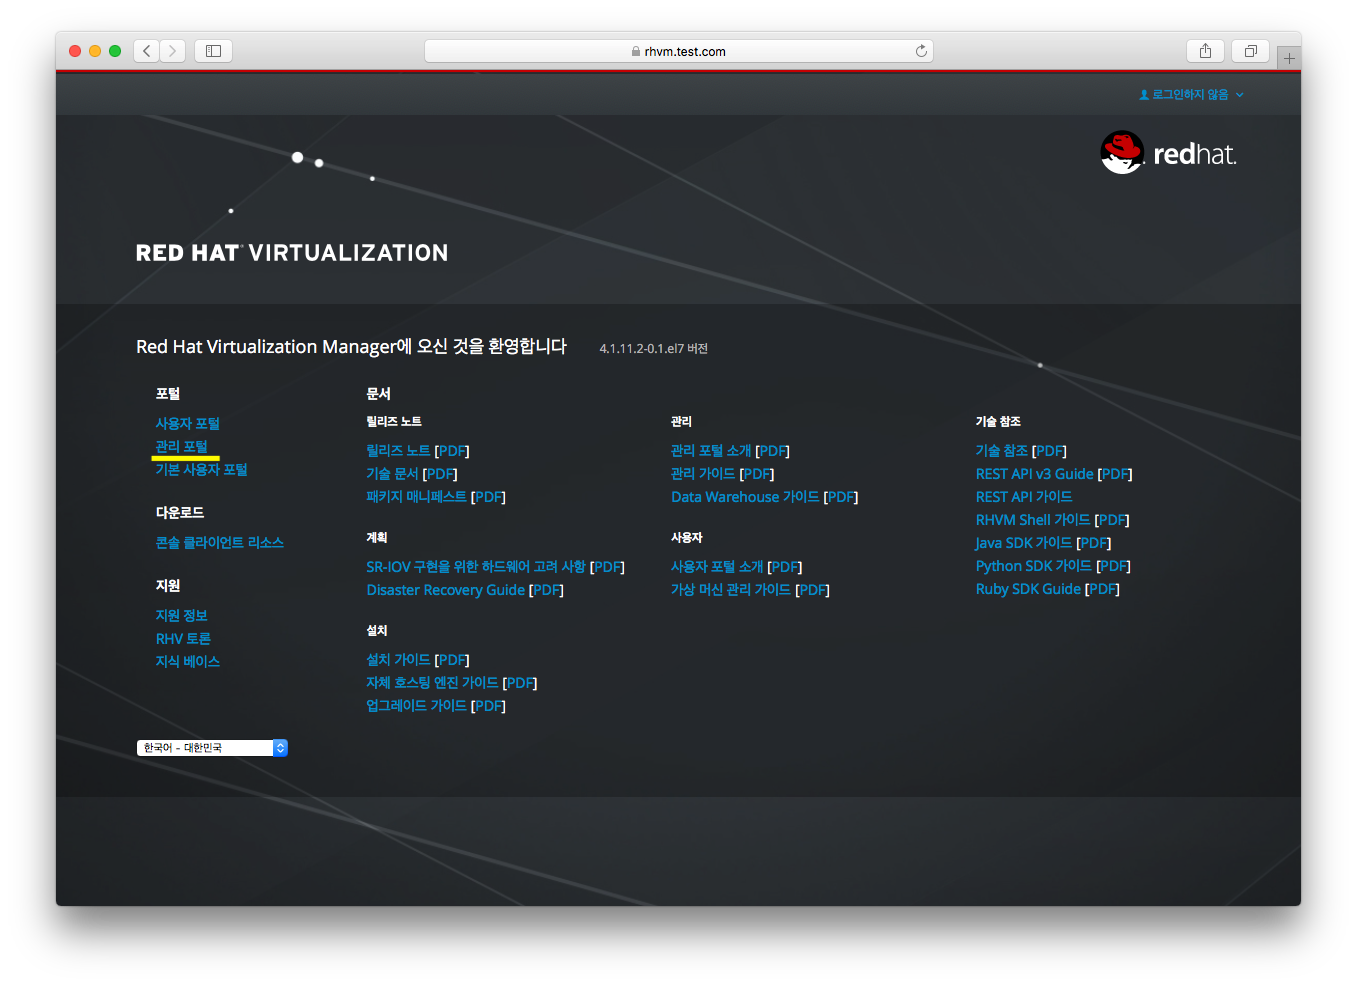 rhvm.test.com
로그인하지 않음
redhat.
RED HAT VIRTUALIZATION
Red Hat Virtualization Manager에 오신 것을 환영합니다 4.1.11.2-0.1.el7 버전
포털
사용자 포털
관리 포털
기본 사용자 포털
다운로드
콘솔 클라이언트 리소스
지원
지원 정보
RHV 토론
지식 베이스
문서
릴리즈 노트
릴리즈 노트 [PDF]
기술 문서 [PDF]
패키지 매니페스트 [PDF]
계획
SR-IOV 구현을 위한 하드웨어 고려 사항 [PDF]
Disaster Recovery Guide [PDF]
설치
설치 가이드 [PDF]
자체 호스팅 엔진 가이드 [PDF]
업그레이드 가이드 [PDF]
관리
관리 포털 소개 [PDF]
관리 가이드 [PDF]
Data Warehouse 가이드 [PDF]
사용자
사용자 포털 소개 [PDF]
가상 머신 관리 가이드 [PDF]
기술 참조
기술 참조 [PDF]
REST API v3 Guide [PDF]
REST API 가이드
RHVM Shell 가이드 [PDF]
Java SDK 가이드 [PDF]
Python SDK 가이드 [PDF]
Ruby SDK Guide [PDF]
한국어 - 대한민국